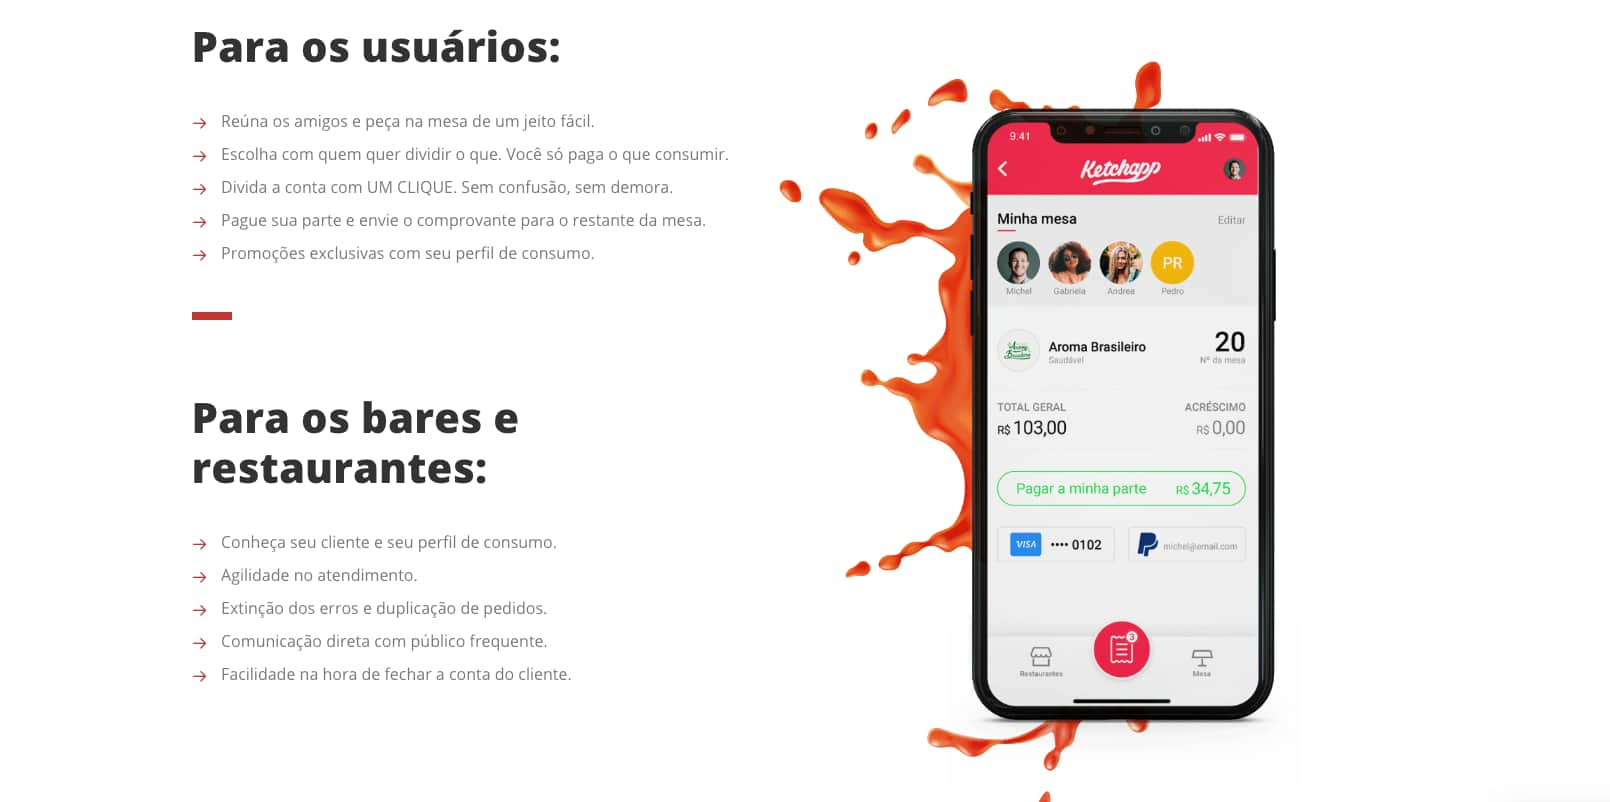 Para os usuários:
Reúna os amigos e peça na mesa de um jeito fácil.
Escolha com quem quer dividir o que. Você só paga o que consumir.
Divida a conta com UM CLIQUE. Sem confusão, sem demora.
Pague sua parte e envie o comprovante para o restante da mesa.
Promoções exclusivas com seu perfil de consumo.
Para os bares e
restaurantes:
Conheça seu cliente e seu perfil de consumo.
Agilidade no atendimento.
Extinção dos erros e duplicação de pedidos.
Comunicação direta com público frequente.
Facilidade na hora de fechar a conta do cliente.
9:41
Ketchapp
Minha mesa Editar
PR
Michel Gabriela Andrea Pedro
Aroma Brasileiro
Aroma Brasileiro 20
Saudável Nº da mesa
TOTAL GERAL ACRÉSCIMO
R$ 103,00 R$ 0,00
Pagar a minha parte R$ 34,75
VISA •••• 0102 michel@email.com
3
Restaurantes Mesa